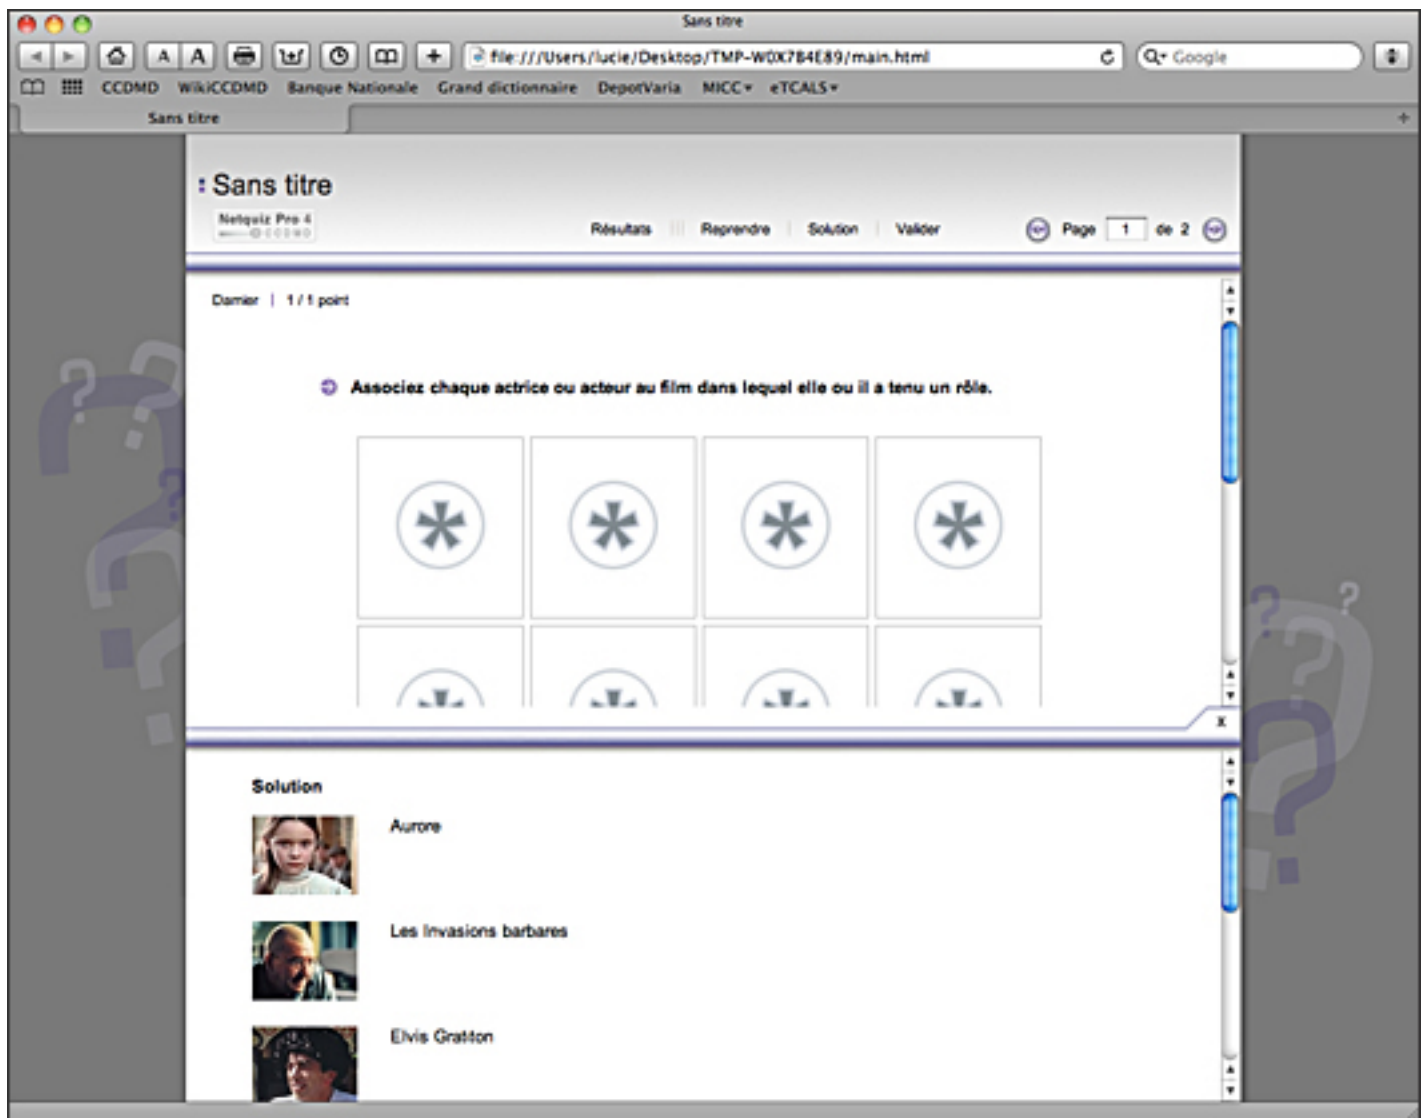 Sans titre
A A + file:///Users/lucie/Desktop/TMP-W0X7B4E89/main.html Google
CCDMD WikiCCDMD Banque Nationale Grand dictionnaire DepotVaria MICC eTCALS
Sans titre +
Sans titre
Netquiz Pro 4
CCDMD
Résultats Reprendre Solution Valider Page 1 de 2
Damier | 1 / 1 point
Associez chaque actrice ou acteur au film dans lequel elle ou il a tenu un rôle.
X
Solution
Aurore
Les Invasions barbares
Elvis Gratton